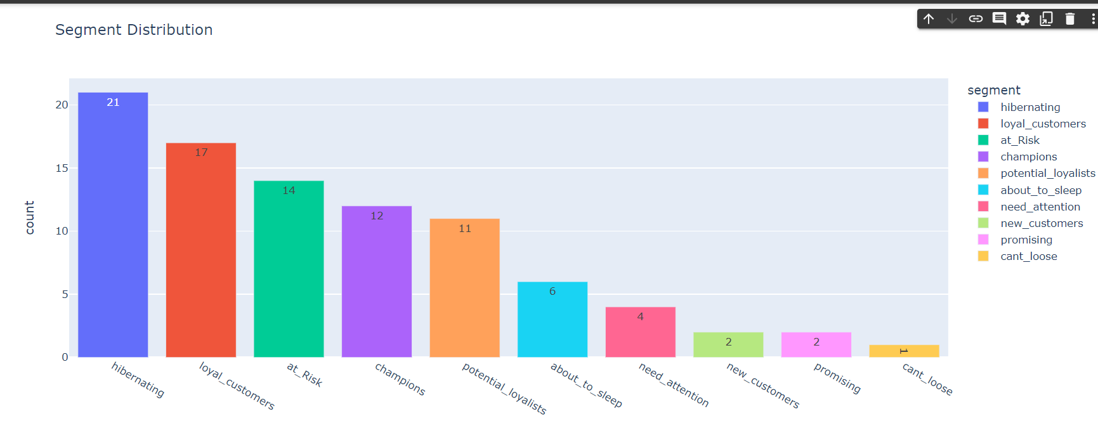 Segment Distribution
segment
hibernating
loyal_customers
at_Risk
champions
potential_loyalists
about_to_sleep
need_attention
new_customers
promising
cant_loose
count
20
15
10
5
0
21
17
14
12
11
6
4
2
2
1
hibernating
loyal_customers
at_Risk
champions
potential_loyalists
about_to_sleep
need_attention
new_customers
promising
cant_loose